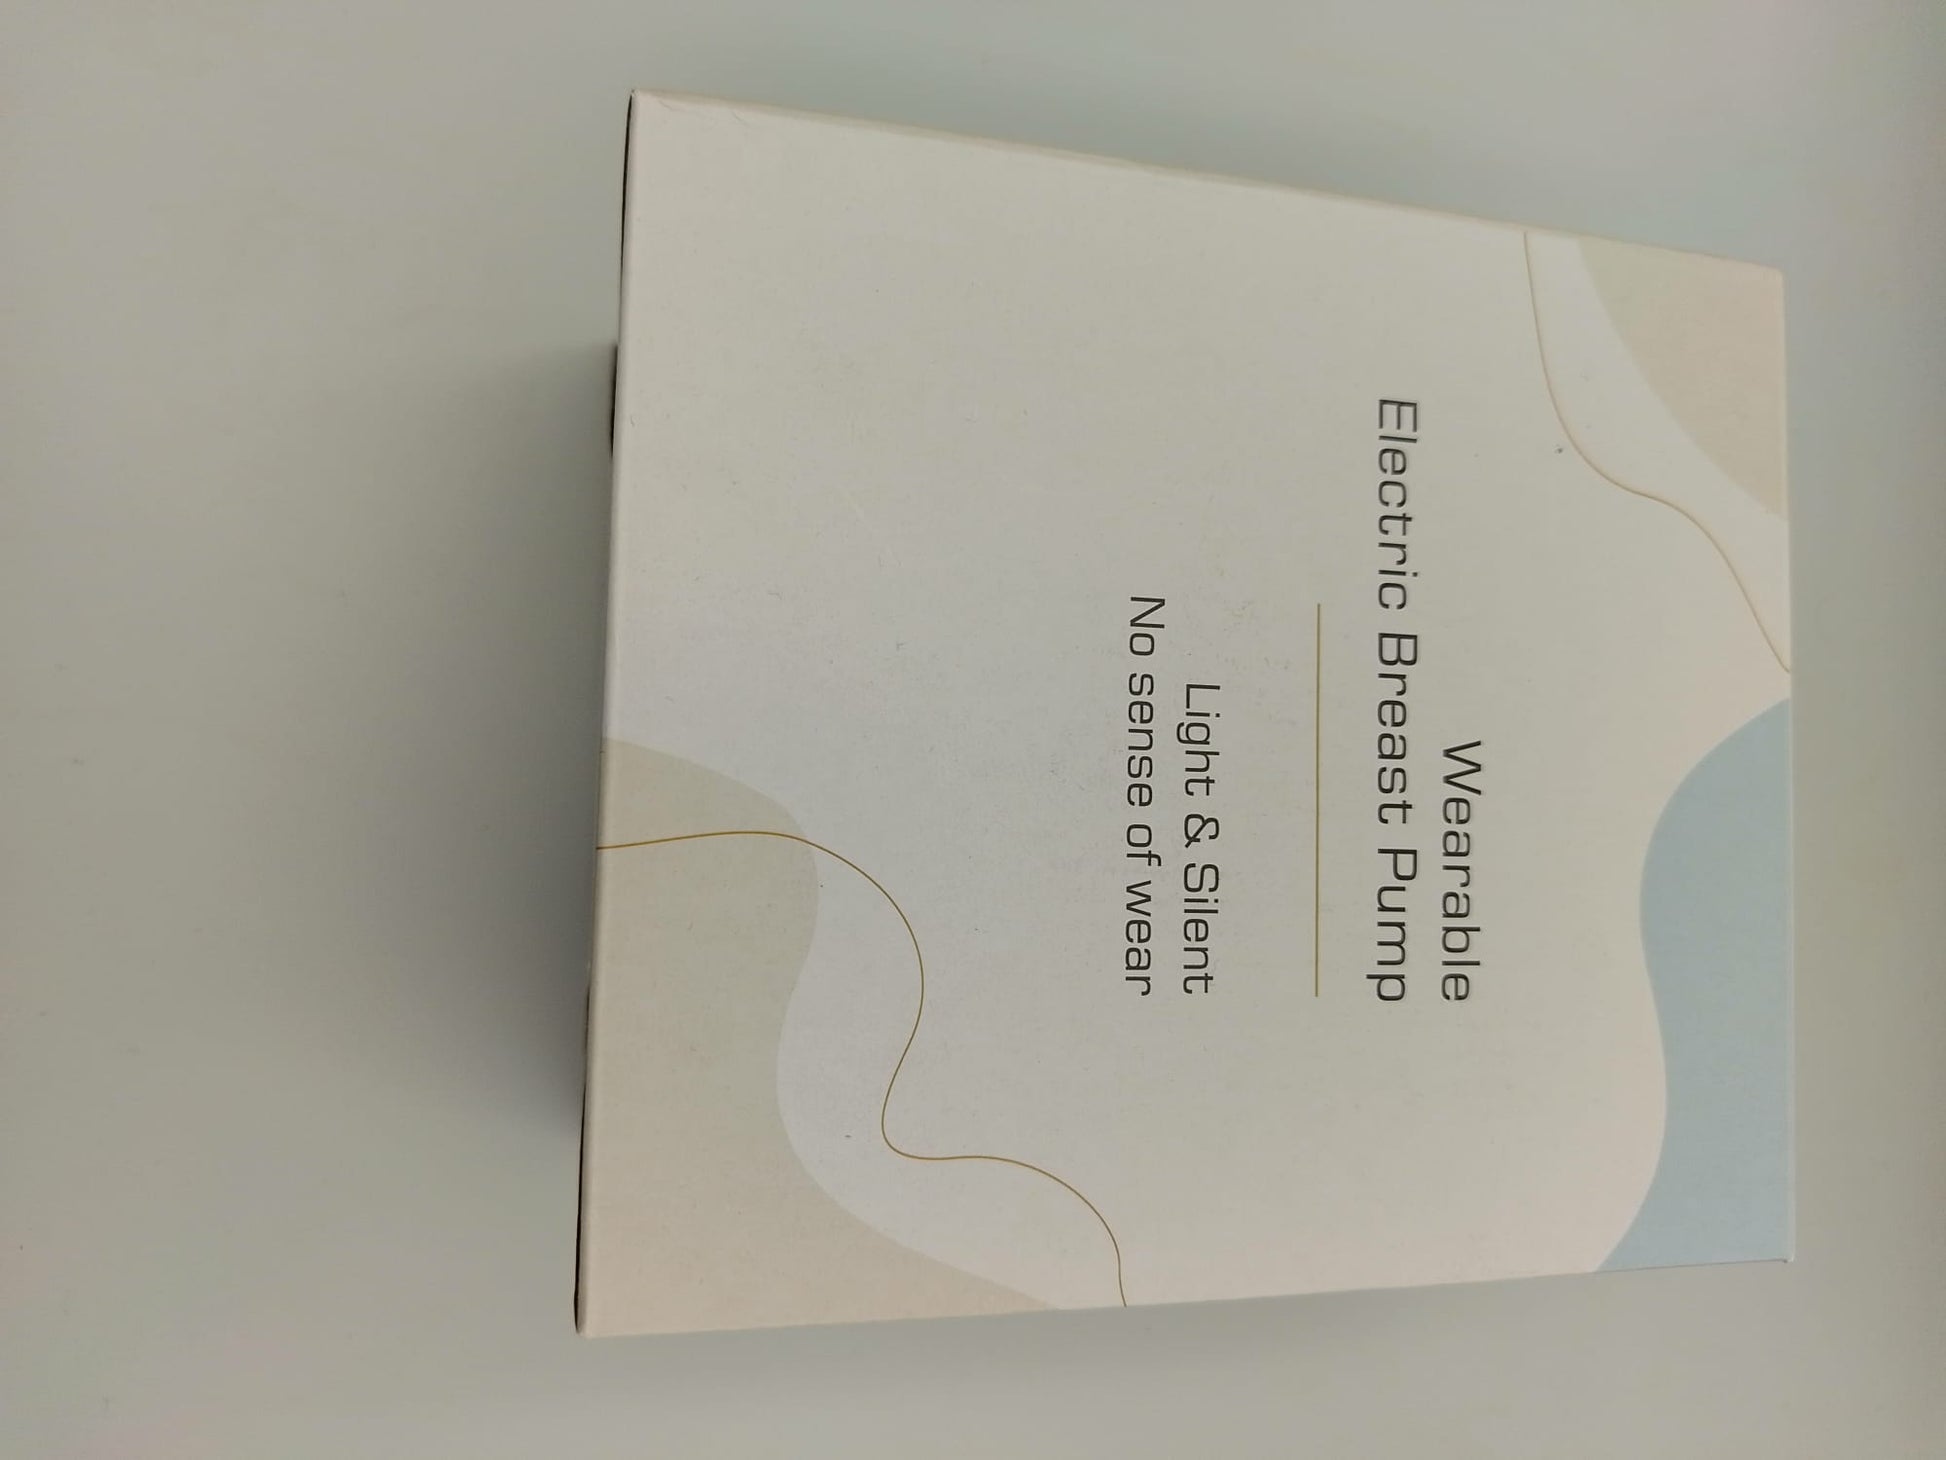 Wearable
Electric Breast Pump
Light & Silent
No sense of wear